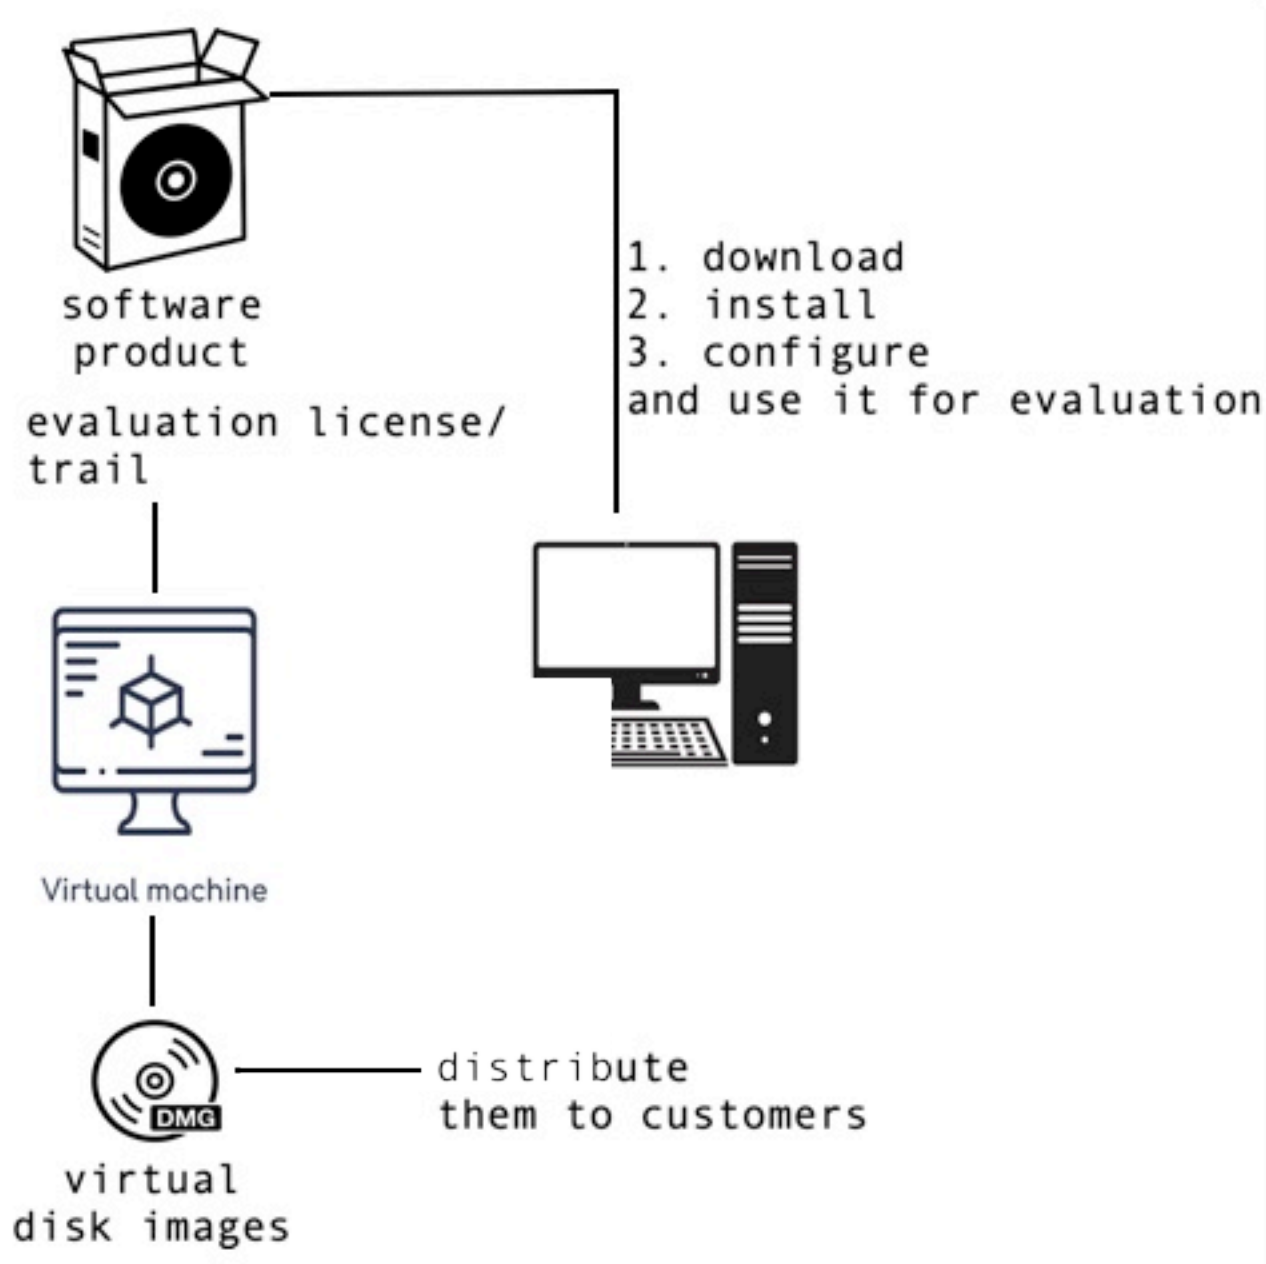 software
product
evaluation license/
trail
1. download
2. install
3. configure
and use it for evaluation
Virtual machine
DMG
virtual
disk images
distribute
them to customers